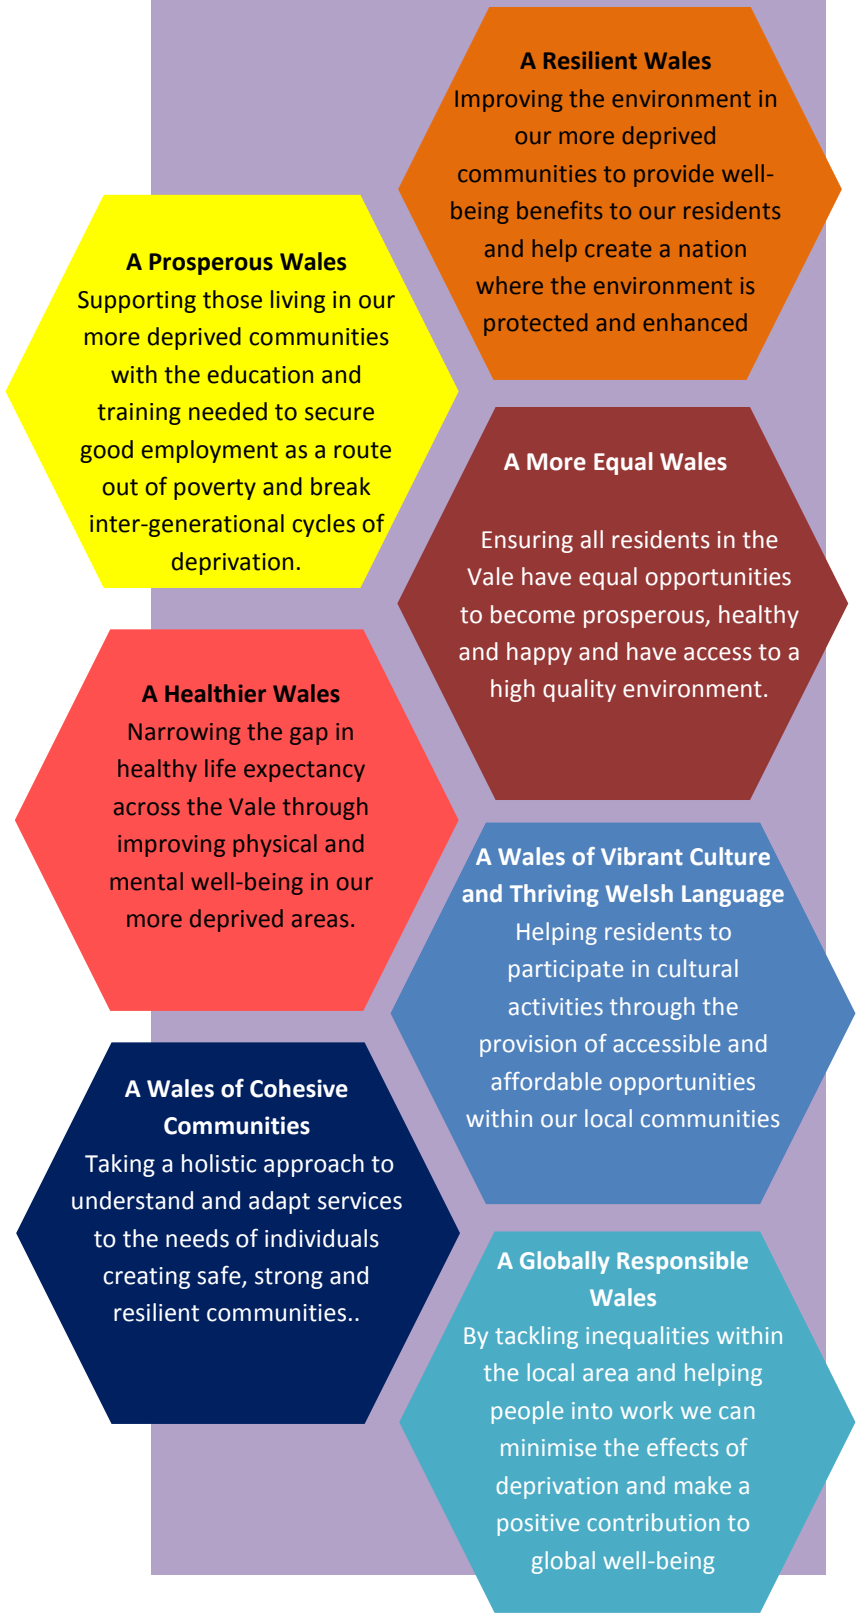 A Resilient Wales
Improving the environment in
our more deprived
communities to provide well-
being benefits to our residents
and help create a nation
where the environment is
protected and enhanced
A Prosperous Wales
Supporting those living in our
more deprived communities
with the education and
training needed to secure
good employment as a route
out of poverty and break
inter-generational cycles of
deprivation.
A More Equal Wales
Ensuring all residents in the
Vale have equal opportunities
to become prosperous, healthy
and happy and have access to a
high quality environment.
A Healthier Wales
Narrowing the gap in
healthy life expectancy
across the Vale through
improving physical and
mental well-being in our
more deprived areas.
A Wales of Vibrant Culture
and Thriving Welsh Language
Helping residents to
participate in cultural
activities through the
provision of accessible and
affordable opportunities
within our local communities
A Wales of Cohesive
Communities
Taking a holistic approach to
understand and adapt services
to the needs of individuals
creating safe, strong and
resilient communities..
A Globally Responsible
Wales
By tackling inequalities within
the local area and helping
people into work we can
minimise the effects of
deprivation and make a
positive contribution to
global well-being